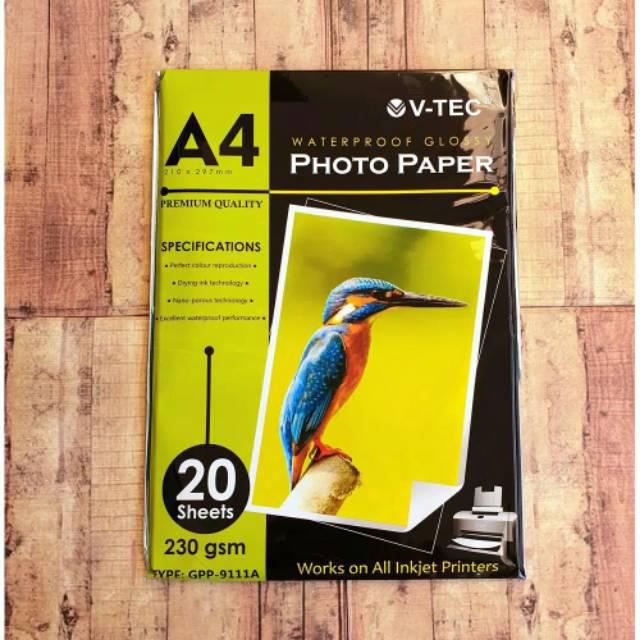 A4
210 x 297mm
PREMIUM QUALITY
SPECIFICATIONS
• Perfect colour reproduction •
• Drying ink technology •
• Nano-porous technology •
• Excellent waterproof performance •
20
Sheets
230 gsm
TYPE: GPP-9111A
V-TEC
WATERPROOF GLOSSY
PHOTO PAPER
Works on All Inkjet Printers